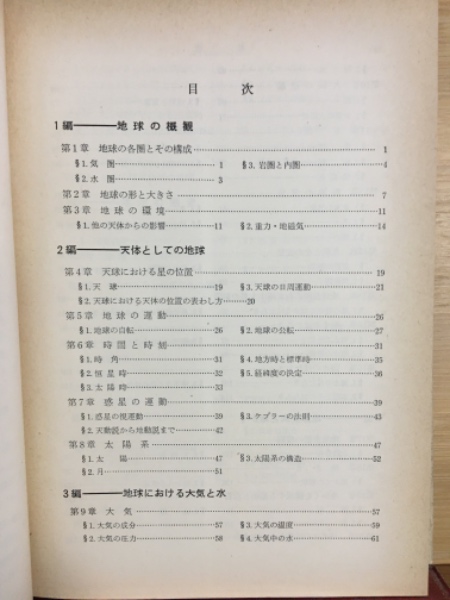 目 次
1編────地球の概観
第1章 地球の各圏とその構成……………1
§1.気 圏……………1 §3.岩圏と内圏……………4
§2.水 圏……………3
第2章 地球の形と大きさ……………7
第3章 地球の環境……………11
§1.他の天体からの影響……………11 §2.重力・地磁気……………14
2編────天体としての地球
第4章 天球における星の位置……………19
§1.天 球……………19 §3.天球の日周運動……………21
§2.天球における天体の位置の表わし方……………20
第5章 地球の運動……………26
§1.地球の自転……………26 §2.地球の公転……………27
第6章 時間と時刻……………31
§1.時 角……………31 §4.地方時と標準時……………35
§2.恒星時……………32 §5.経緯度の決定……………36
§3.太陽時……………33
第7章 惑星の運動……………39
§1.惑星の視運動……………39 §3.ケプラーの法則……………43
§2.天動説から地動説まで……………42
第8章 太陽系……………47
§1.太 陽……………47 §3.太陽系の構造……………52
§2.月……………51
3編────地球における大気と水
第9章 大気……………57
§1.大気の成分……………57 §3.大気の温度……………59
§2.大気の圧力……………58 §4.大気中の水……………61